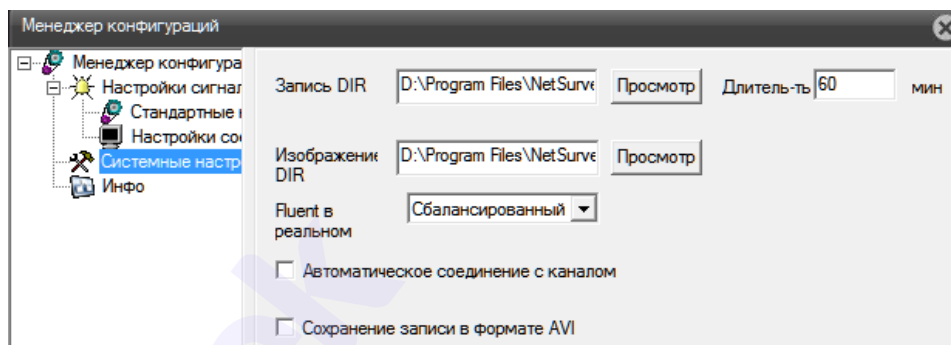 Менеджер конфигураций
Менеджер конфигура
Настройки сигнал
Стандартные н
Настройки соо
Системные настр
Инфо
Запись DIR D:\Program Files\NetSurve Просмотр Длитель-ть 60 мин
Изображение DIR D:\Program Files\NetSurve Просмотр
Fluent в реальном Сбалансированный
Автоматическое соединение с каналом
Сохранение записи в формате AVI